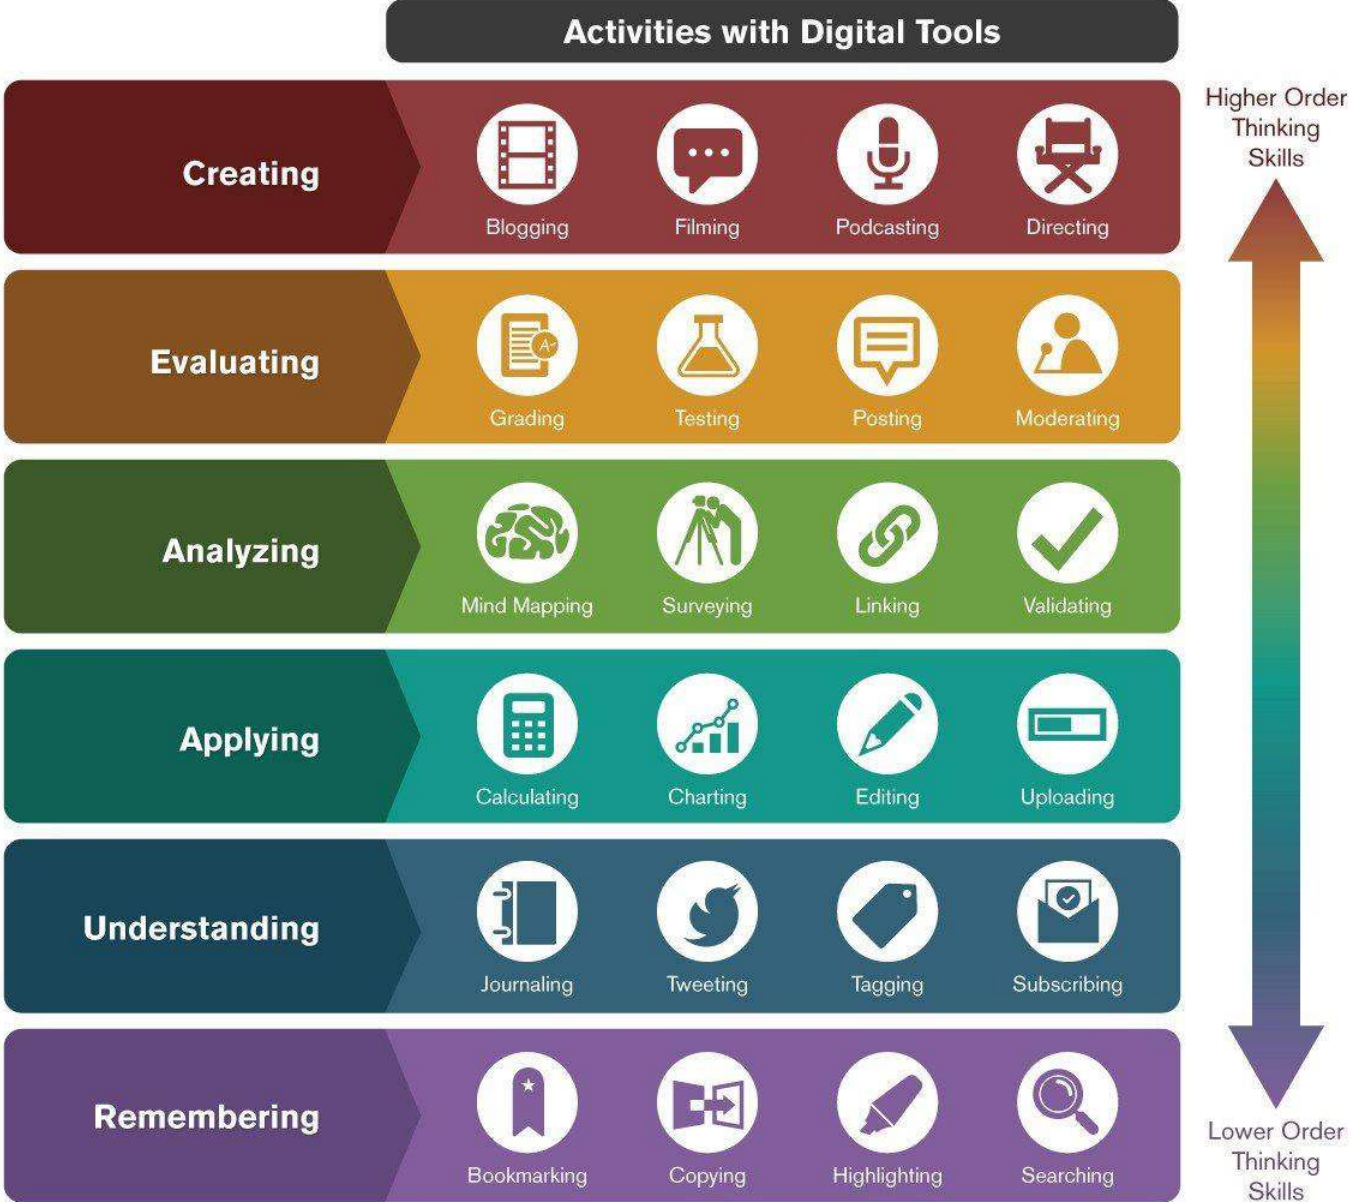 Activities with Digital Tools
Higher Order
Thinking
Skills
Creating
Blogging Filming Podcasting Directing
Evaluating
A-
Grading Testing Posting Moderating
Analyzing
Mind Mapping Surveying Linking Validating
Applying
Calculating Charting Editing Uploading
Understanding
Journaling Tweeting Tagging Subscribing
Remembering
Bookmarking Copying Highlighting Searching
Lower Order
Thinking
Skills